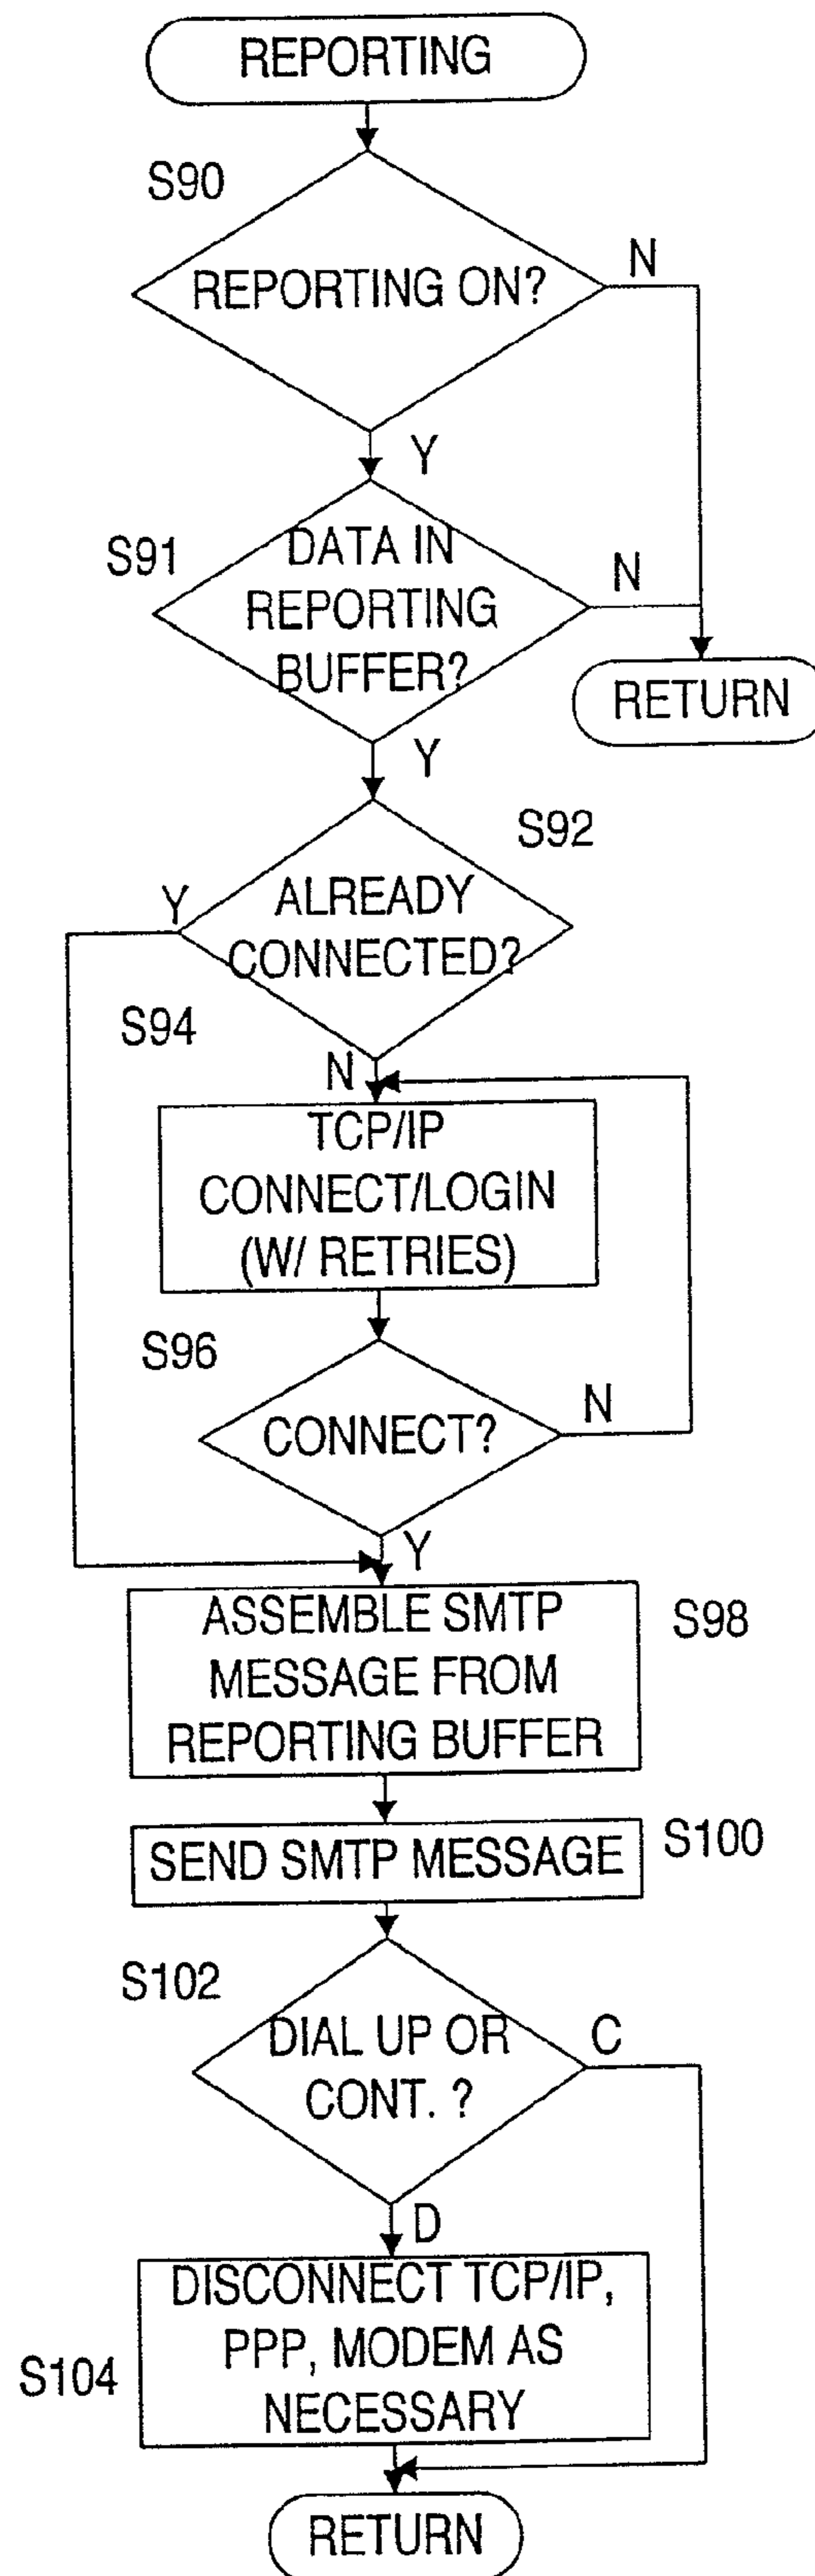 REPORTING
S90
REPORTING ON?
N
Y
S91
DATA IN
REPORTING
BUFFER?
N
RETURN
Y
S92
ALREADY
CONNECTED?
Y
S94
N
TCP/IP
CONNECT/LOGIN
(W/ RETRIES)
S96
CONNECT?
N
Y
ASSEMBLE SMTP
MESSAGE FROM
REPORTING BUFFER
S98
SEND SMTP MESSAGE
S100
S102
DIAL UP OR
CONT. ?
C
D
DISCONNECT TCP/IP,
PPP, MODEM AS
NECESSARY
S104
RETURN